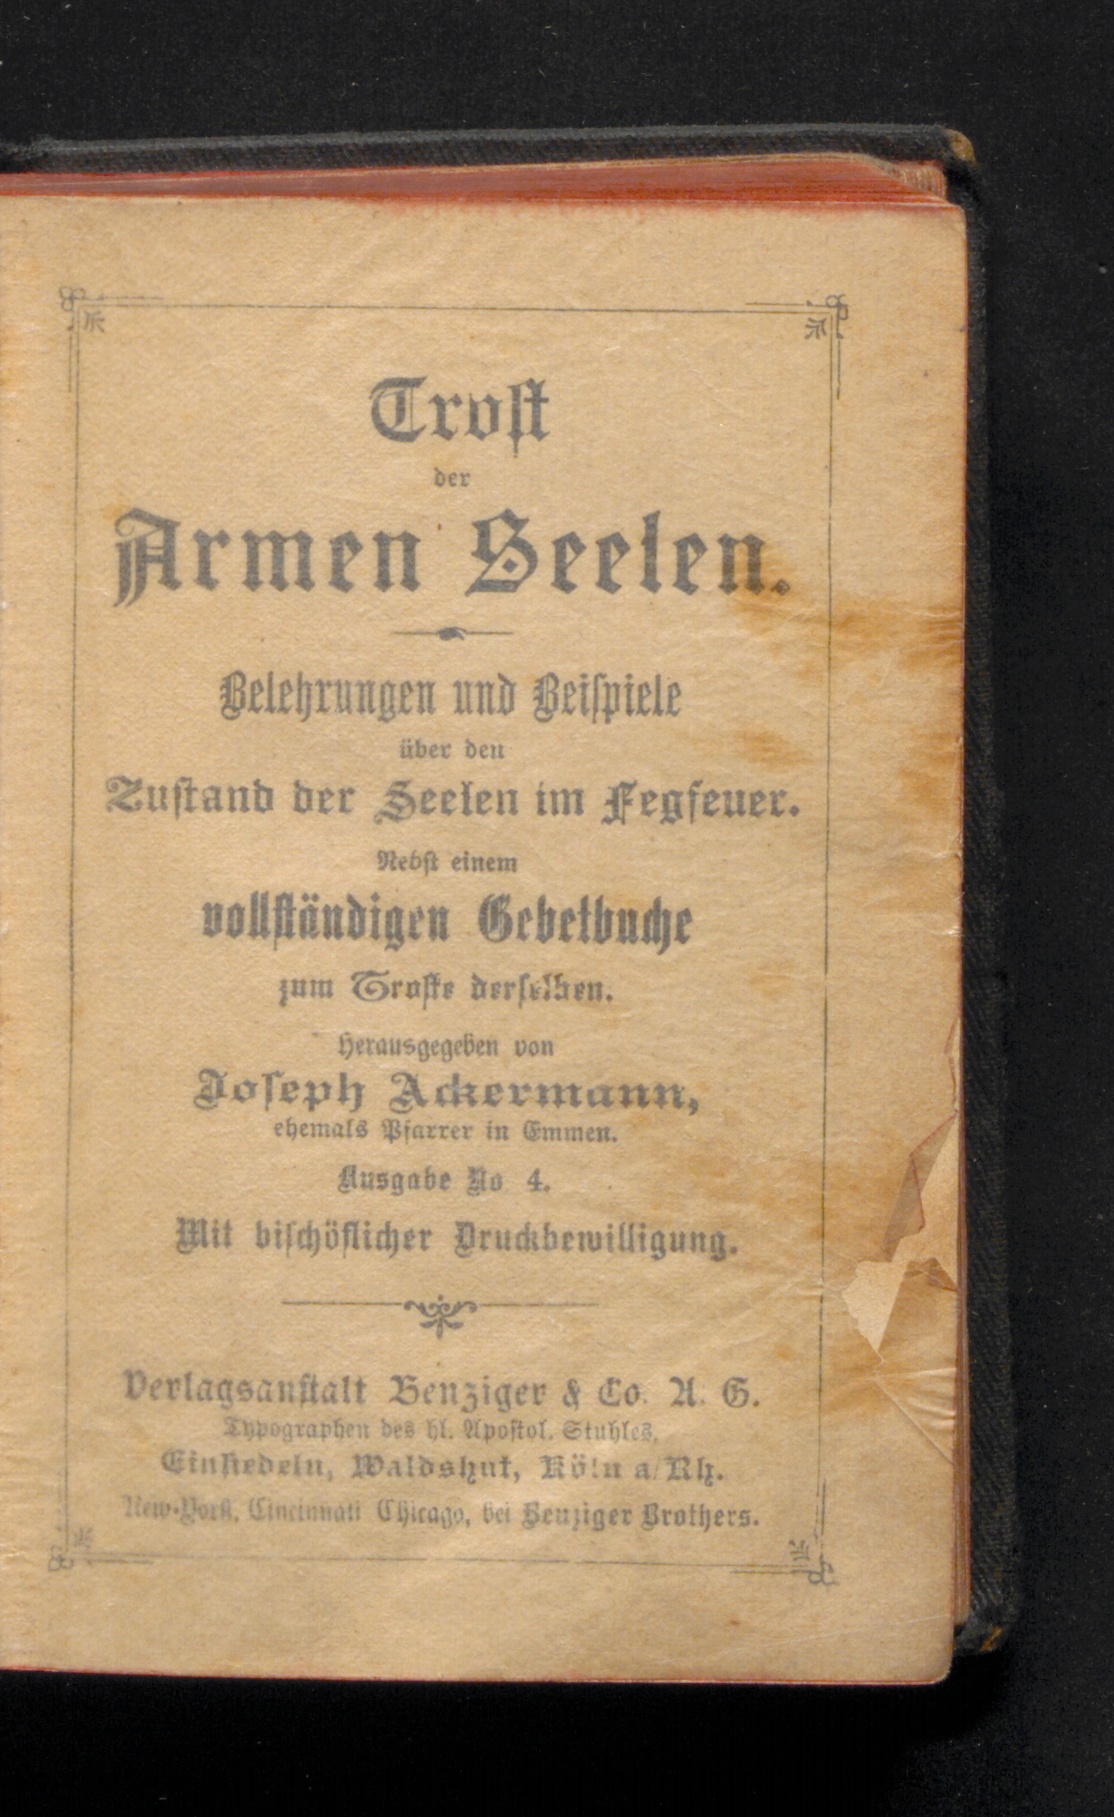 Trost
der
Armen Seelen.
Belehrungen und Beispiele
über den
Zustand der Seelen im Fegfeuer.
Nebst einem
vollständigen Gebetbuche
zum Troste derselben.
Herausgegeben von
Joseph Ackermann,
ehemals Pfarrer in Emmen.
Ausgabe No 4.
Mit bischöflicher Druckbewilligung.
Verlagsanstalt Benziger & Co. A. G.
Typographen des hl. Apostol. Stuhles,
Einsiedeln, Waldshut, Köln a/Rh.
New-York, Cincinnati Chicago, bei Benziger Brothers.